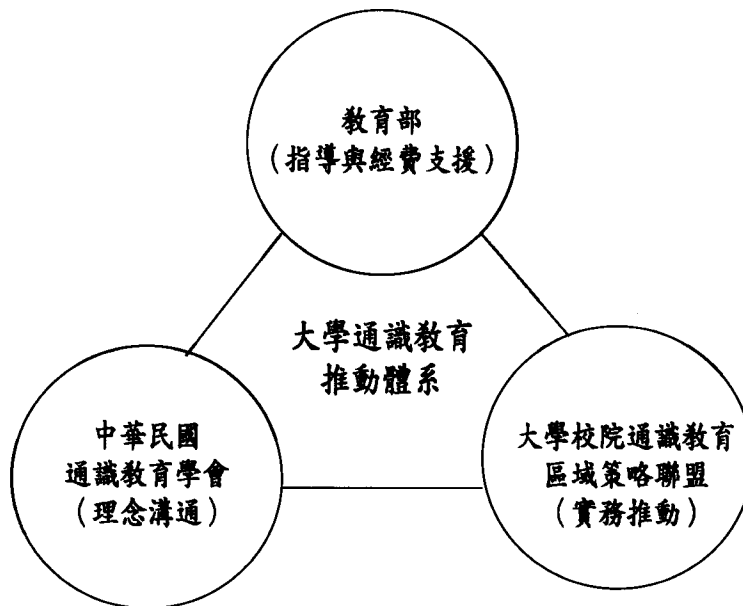 教育部
（指導與經費支援）
大學通識教育
推動體系
中華民國
通識教育學會
（理念溝通）
大學校院通識教育
區域策略聯盟
（實務推動）